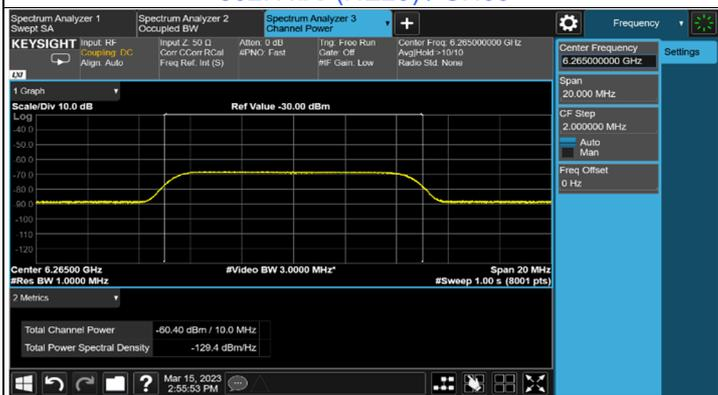 Spectrum Analyzer 1
Swept SA
Spectrum Analyzer 2
Occupied BW
Spectrum Analyzer 3
Channel Power
Frequency
KEYSIGHT
Input: RF
Coupling: DC
Align: Auto
Input Z: 50 Ω
Corr CCorr RCal
Freq Ref: Int (S)
Atten: 0 dB
#PNO: Fast
Trig: Free Run
Gate: Off
#IF Gain: Low
Center Freq: 6.265000000 GHz
Avg|Hold:>10/10
Radio Std: None
LXI
Center Frequency
6.265000000 GHz
Settings
Span
20.000 MHz
CF Step
2.000000 MHz
Auto
Man
Freq Offset
0 Hz
1 Graph
Scale/Div 10.0 dB
Ref Value -30.00 dBm
Log
-40.0
-50.0
-60.0
-70.0
-80.0
-90.0
-100
-110
-120
Center 6.26500 GHz
#Video BW 3.0000 MHz*
Span 20 MHz
#Res BW 1.0000 MHz
#Sweep 1.00 s (8001 pts)
2 Metrics
Total Channel Power -60.40 dBm / 10.0 MHz
Total Power Spectral Density -129.4 dBm/Hz
Mar 15, 2023
2:55:53 PM